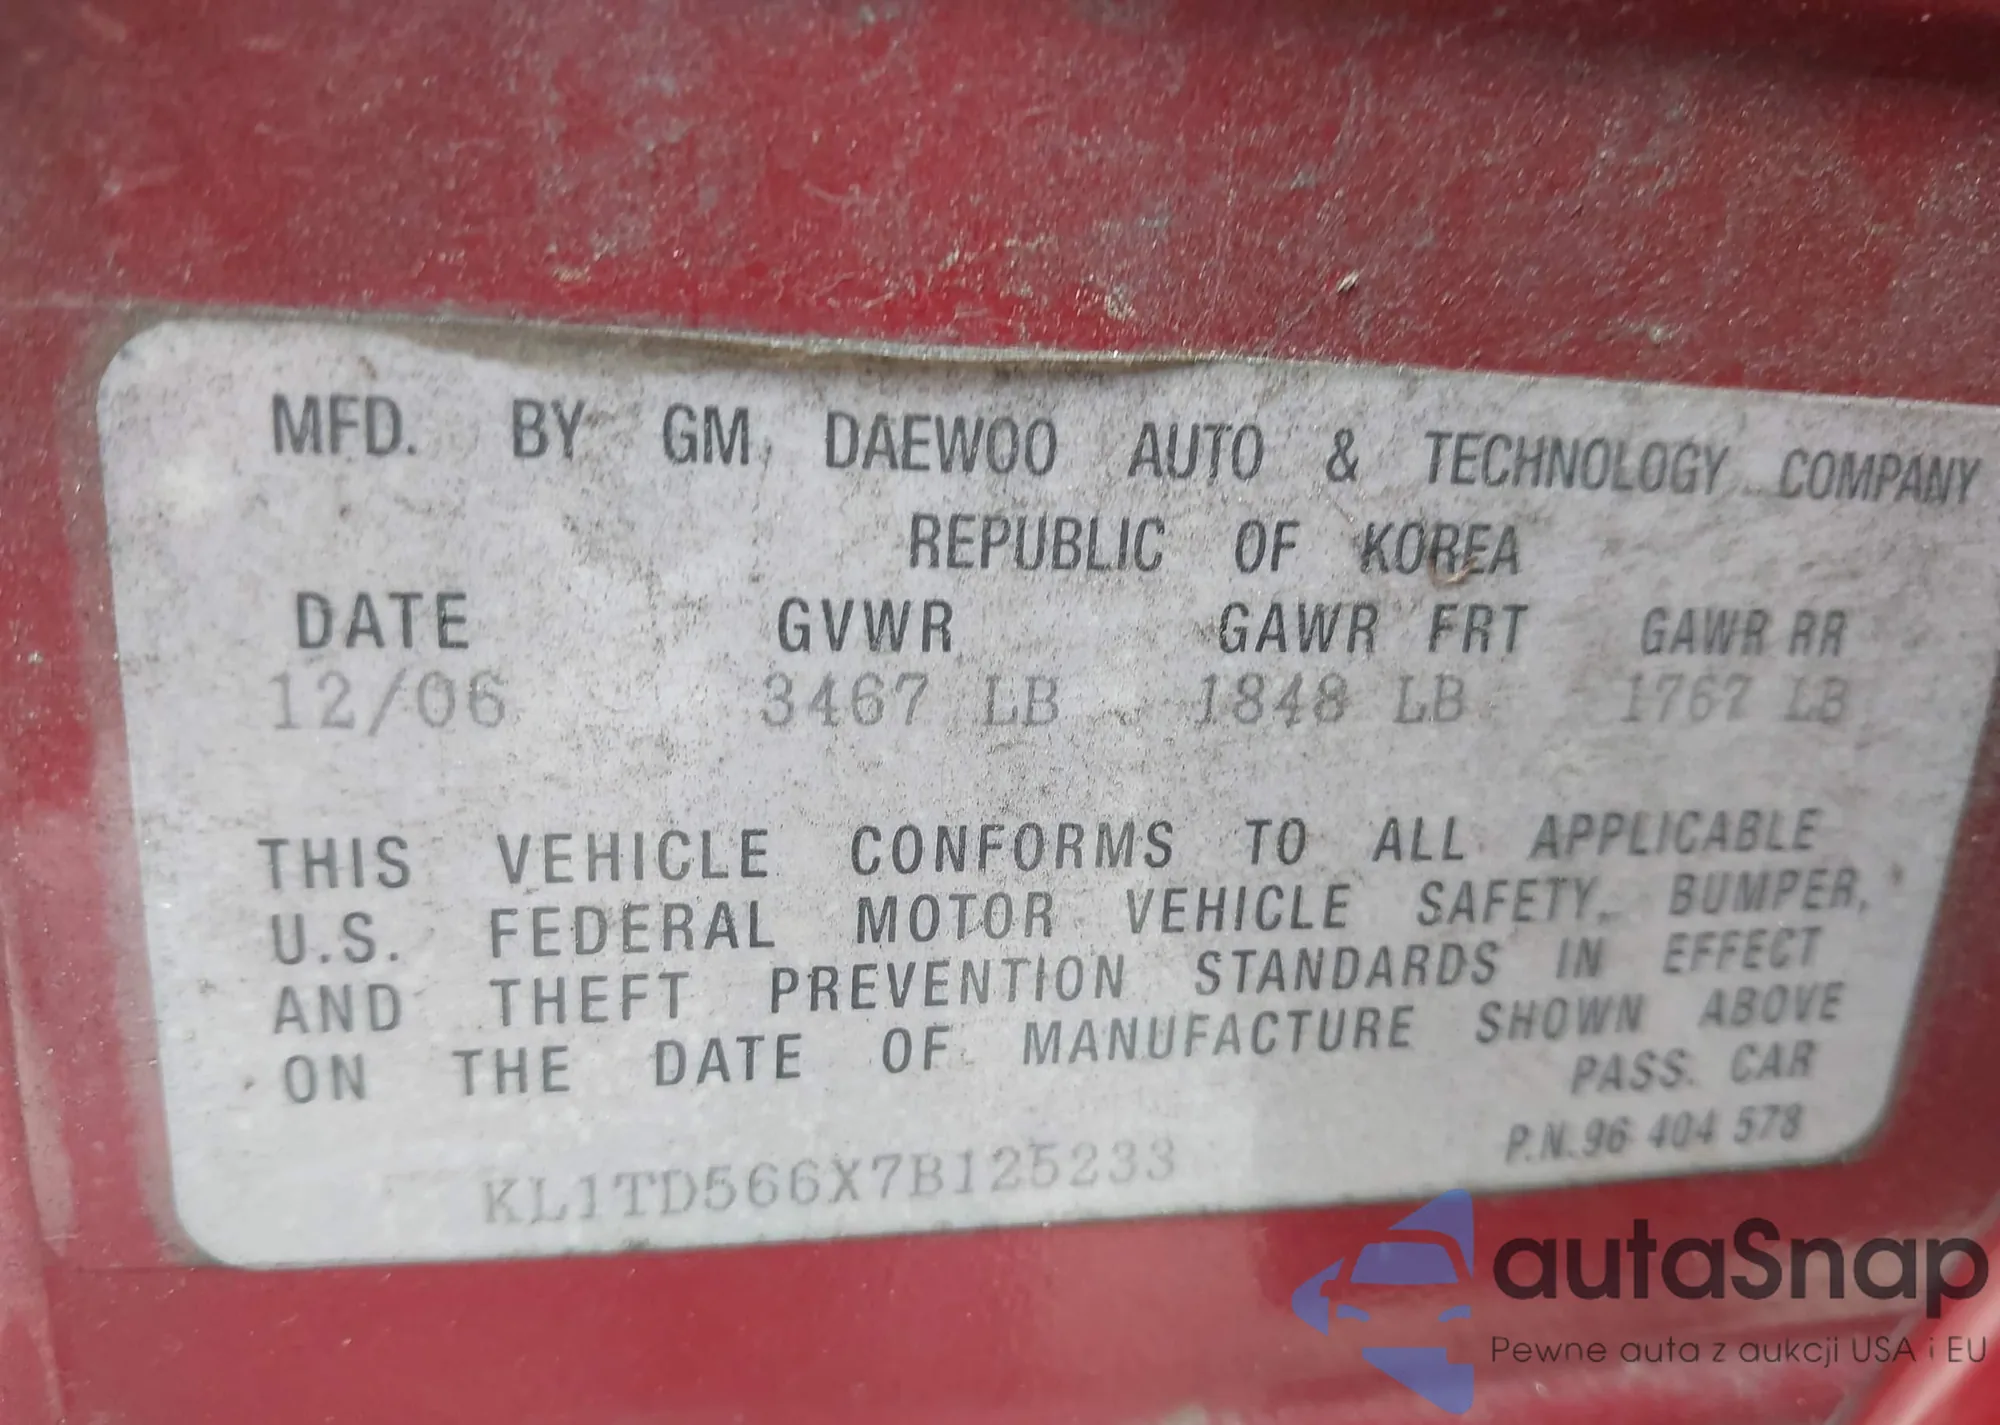 MFD. BY GM DAEWOO AUTO & TECHNOLOGY COMPANY
REPUBLIC OF KOREA
DATE GVWR GAWR FRT GAWR RR
12/06 3467 LB 1848 LB 1767 LB
THIS VEHICLE CONFORMS TO ALL APPLICABLE
U.S. FEDERAL MOTOR VEHICLE SAFETY, BUMPER,
AND THEFT PREVENTION STANDARDS IN EFFECT
ON THE DATE OF MANUFACTURE SHOWN ABOVE
PASS. CAR
P.N.96 404 578
KL1TD566X7B125233
autaSnap
Pewne auta z aukcji USA i EU